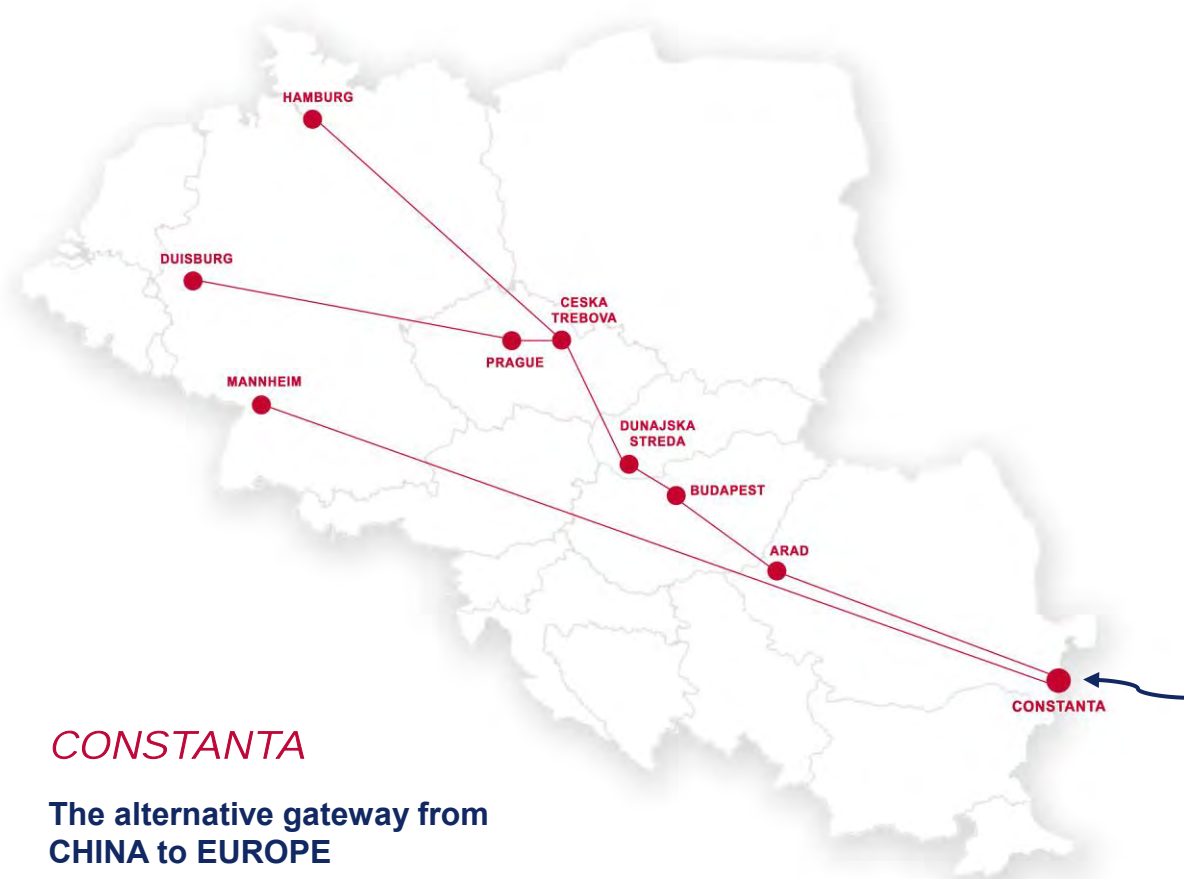 HAMBURG
DUISBURG
CESKA
TREBOVA
PRAGUE
MANNHEIM
DUNAJSKA
STREDA
BUDAPEST
ARAD
CONSTANTA
CONSTANTA
The alternative gateway from
CHINA to EUROPE